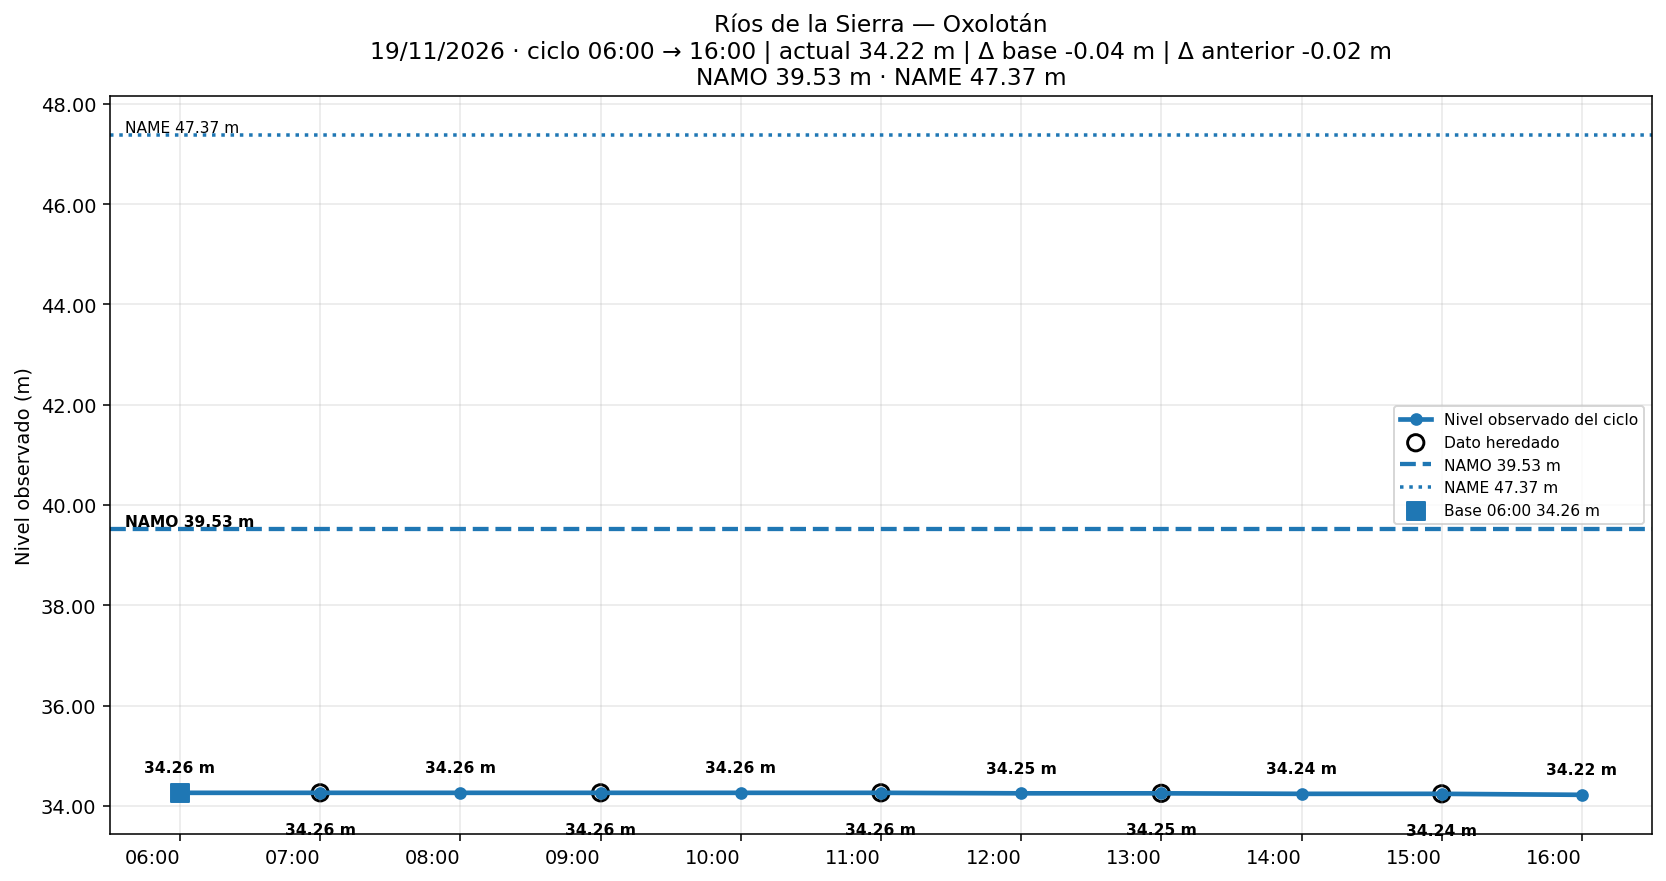 Ríos de la Sierra — Oxolotán
19/11/2026 · ciclo 06:00 → 16:00 | actual 34.22 m | Δ base -0.04 m | Δ anterior -0.02 m
NAMO 39.53 m · NAME 47.37 m
Nivel observado (m)
48.00
46.00
44.00
42.00
40.00
38.00
36.00
34.00
NAME 47.37 m
NAMO 39.53 m
Nivel observado del ciclo
Dato heredado
NAMO 39.53 m
NAME 47.37 m
Base 06:00 34.26 m
34.26 m
34.26 m
34.26 m
34.25 m
34.24 m
34.22 m
34.26 m
34.26 m
34.26 m
34.25 m
34.24 m
06:00
07:00
08:00
09:00
10:00
11:00
12:00
13:00
14:00
15:00
16:00